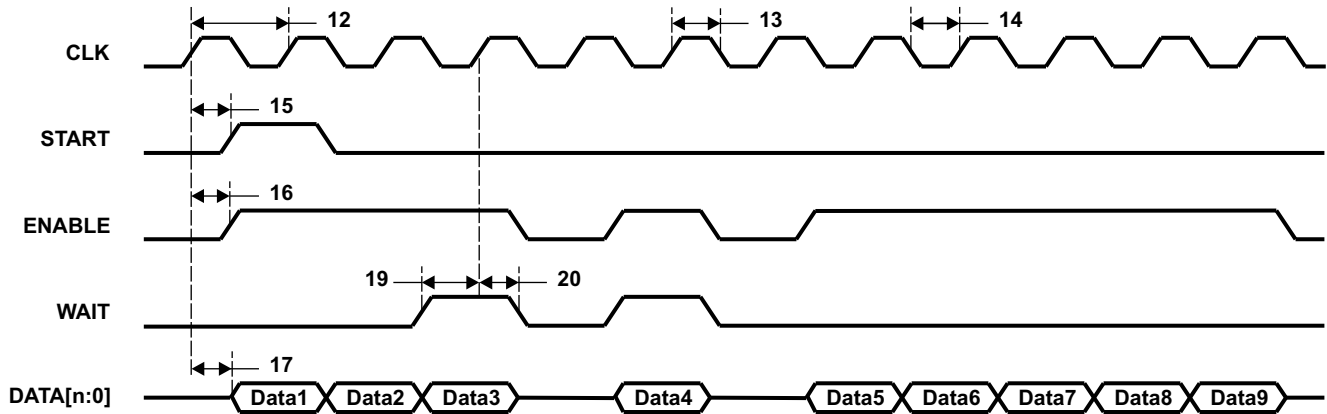 12 13 14
CLK
15
START
16
ENABLE
19 20
WAIT
17
DATA[n:0] Data1 Data2 Data3 Data4 Data5 Data6 Data7 Data8 Data9